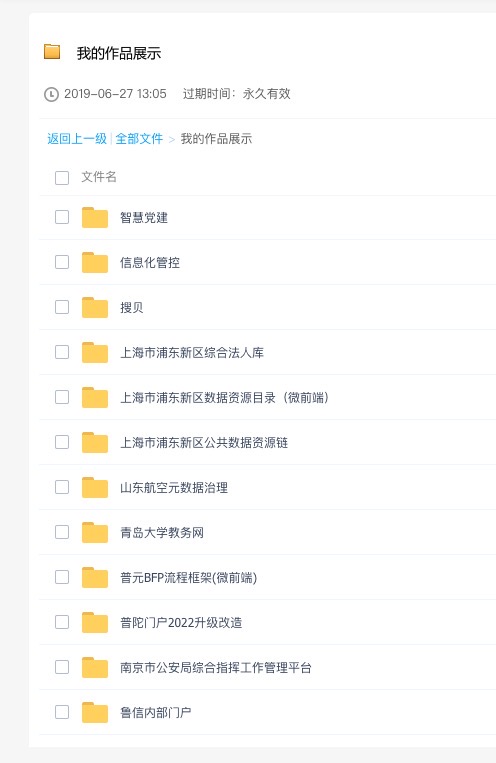 我的作品展示
2019-06-27 13:05 过期时间：永久有效
返回上一级 | 全部文件 > 我的作品展示
文件名
智慧党建
信息化管控
搜贝
上海市浦东新区综合法人库
上海市浦东新区数据资源目录（微前端）
上海市浦东新区公共数据资源链
山东航空元数据治理
青岛大学教务网
普元BFP流程框架(微前端)
普陀门户2022升级改造
南京市公安局综合指挥工作管理平台
鲁信内部门户